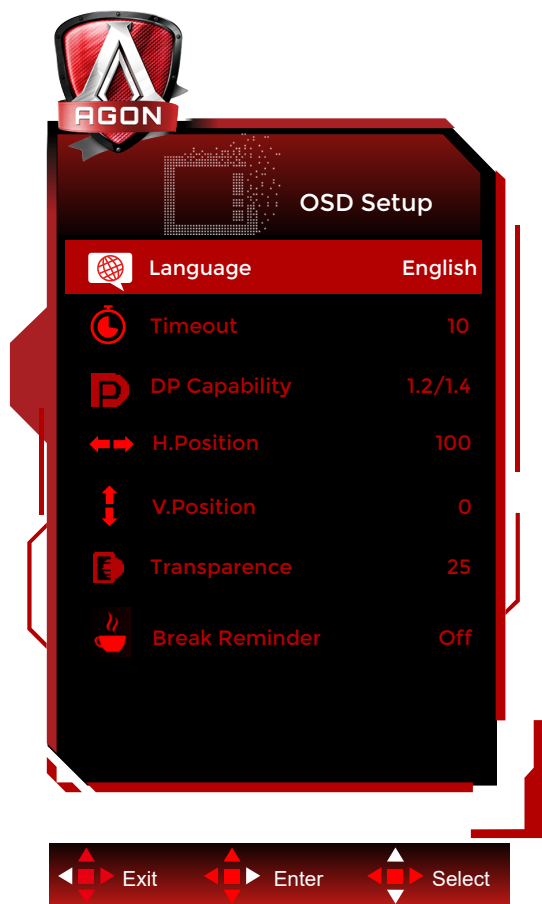 AGON
OSD Setup
Language English
Timeout 10
DP Capability 1.2/1.4
H.Position 100
V.Position 0
Transparence 25
Break Reminder Off
Exit Enter Select